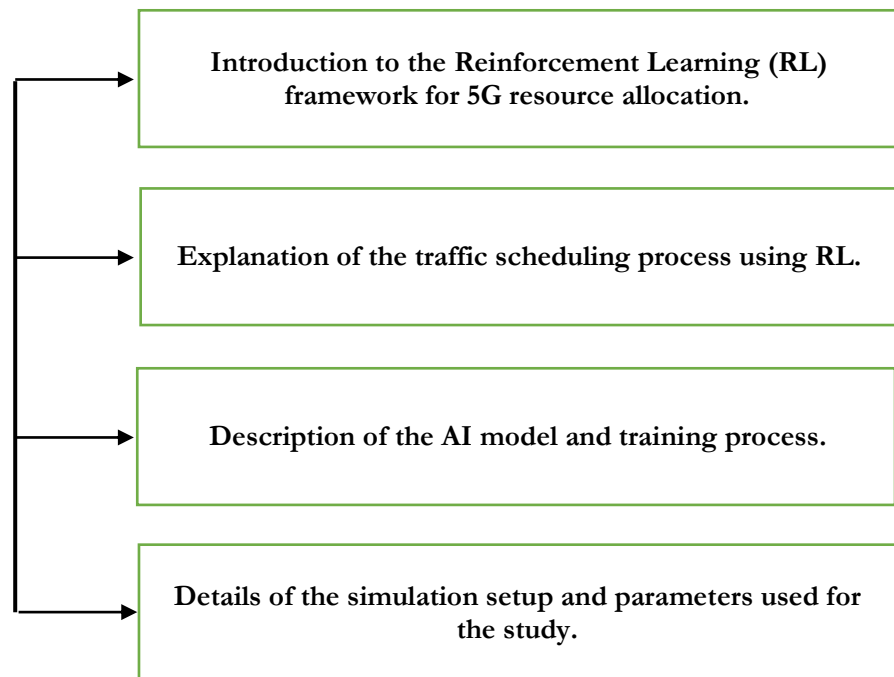 Introduction to the Reinforcement Learning (RL)
framework for 5G resource allocation.
Explanation of the traffic scheduling process using RL.
Description of the AI model and training process.
Details of the simulation setup and parameters used for
the study.